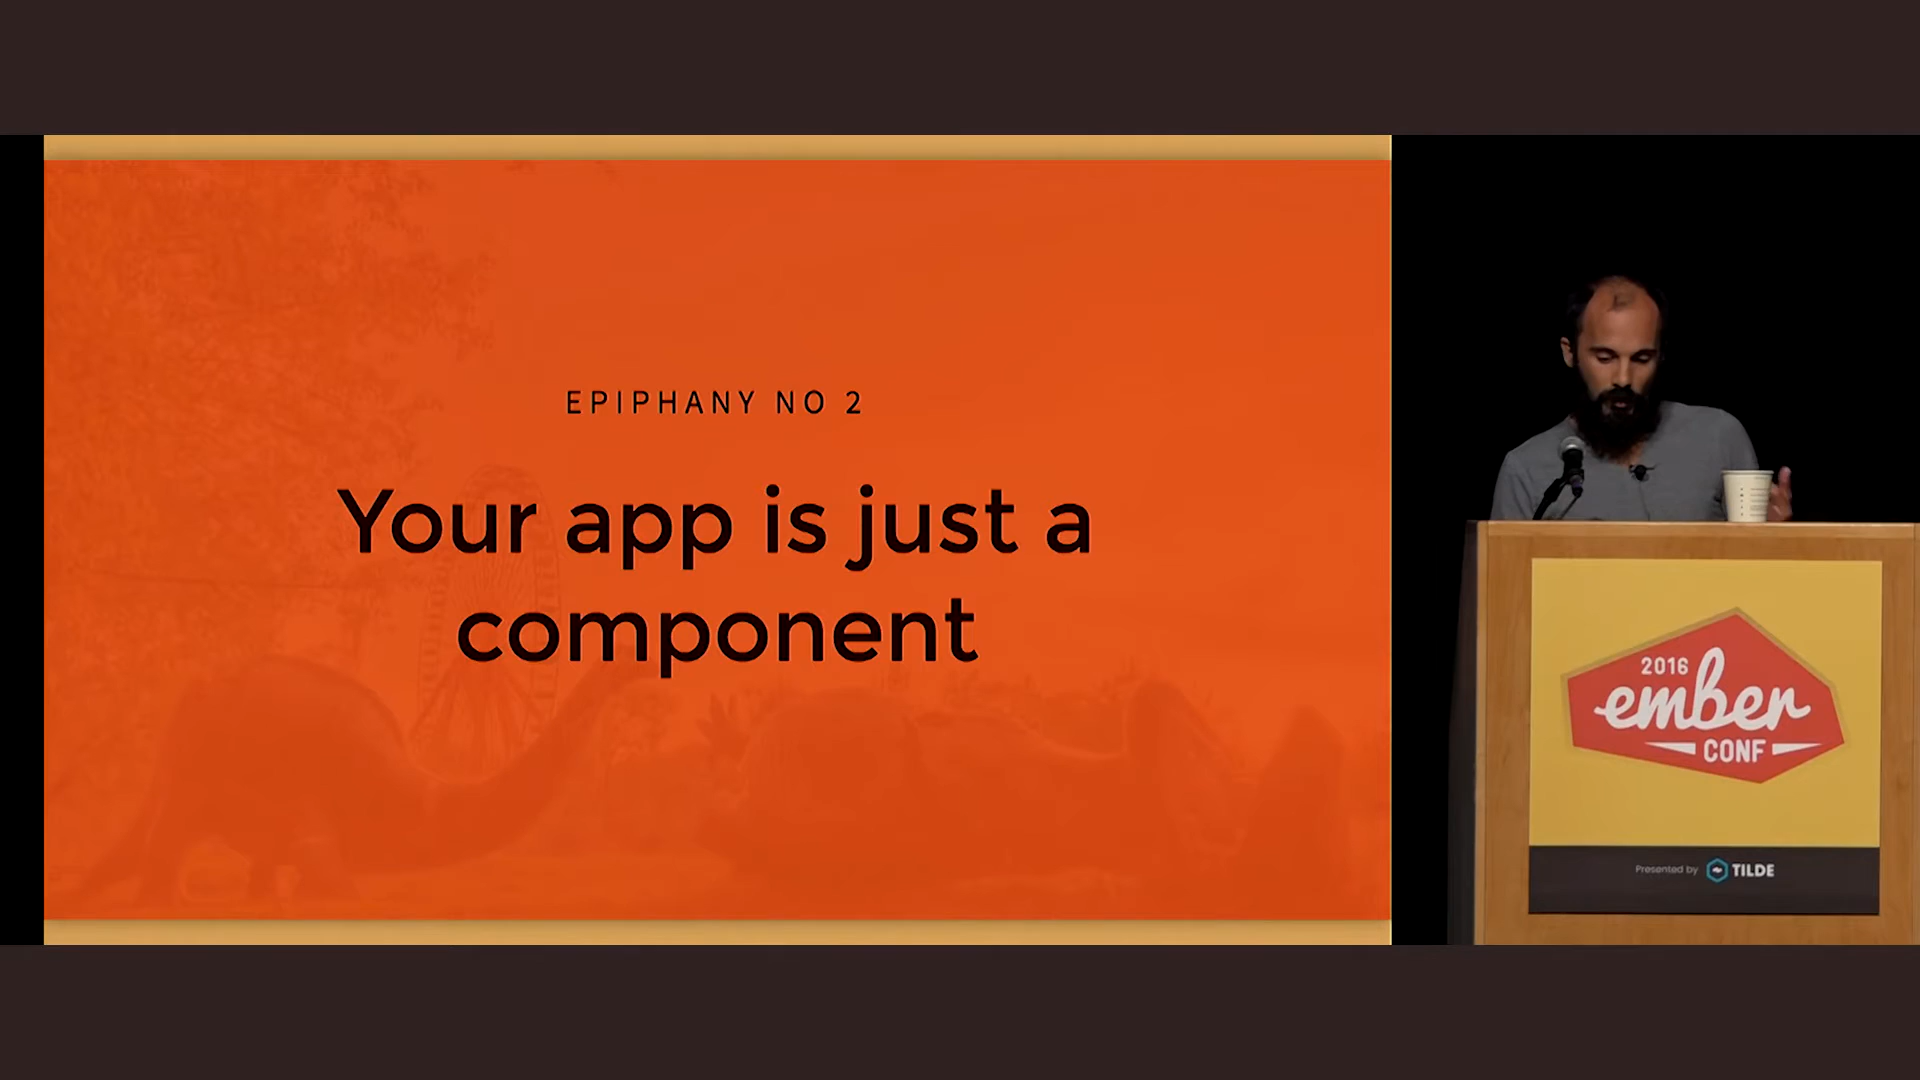 EPIPHANY NO 2
Your app is just a
component
2016
ember
CONF
Presented by TILDE